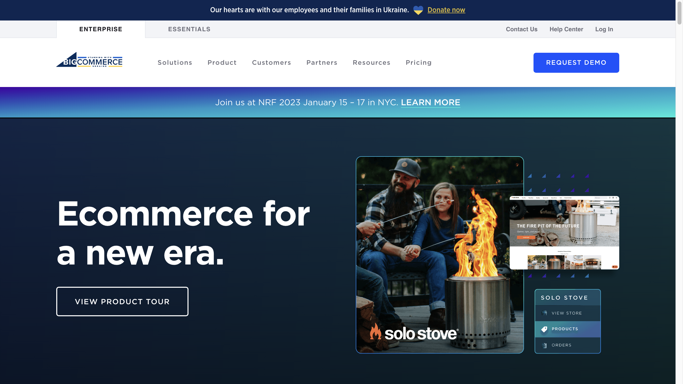 Our hearts are with our employees and their families in Ukraine. Donate now
ENTERPRISE ESSENTIALS Contact Us Help Center Log In
BIGCOMMERCE
Solutions Product Customers Partners Resources Pricing REQUEST DEMO
Join us at NRF 2023 January 15 – 17 in NYC. LEARN MORE
Ecommerce for
a new era.
VIEW PRODUCT TOUR
solo stove
THE FIRE PIT OF THE FUTURE
SOLO STOVE
VIEW STORE
PRODUCTS
ORDERS